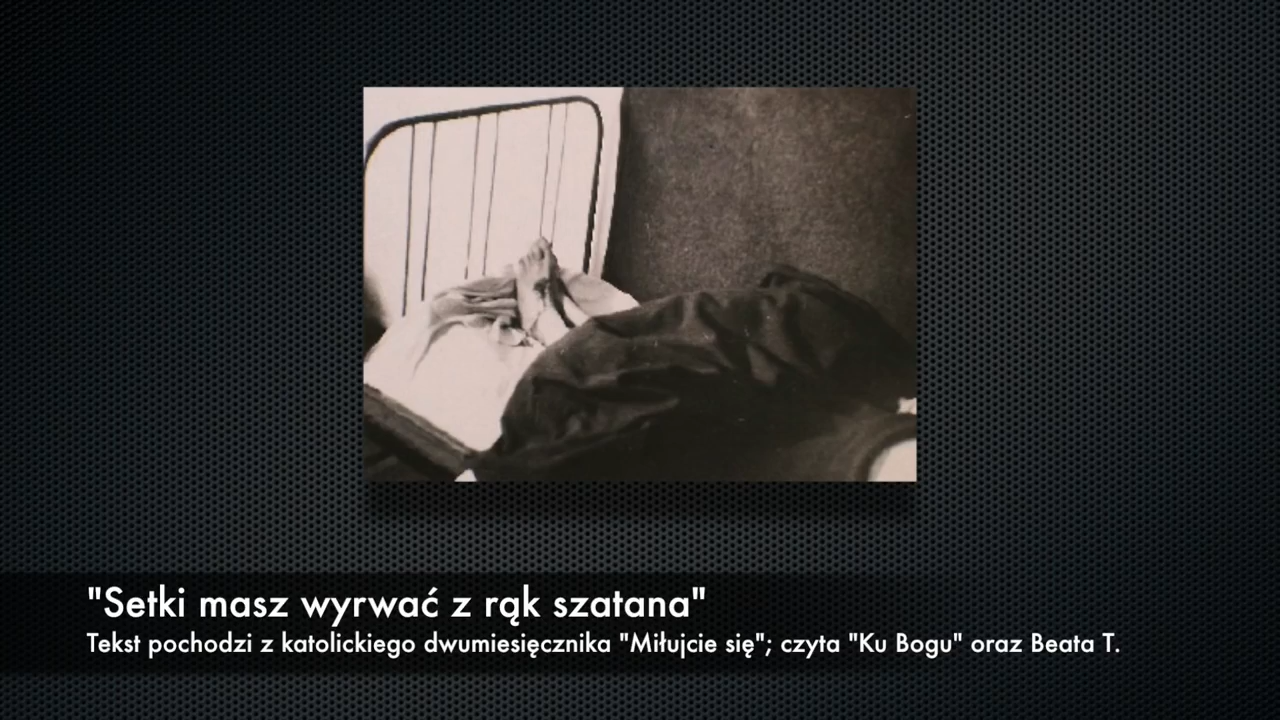 "Setki masz wyrwać z rąk szatana"
Tekst pochodzi z katolickiego dwumiesięcznika "Miłujcie się"; czyta "Ku Bogu" oraz Beata T.